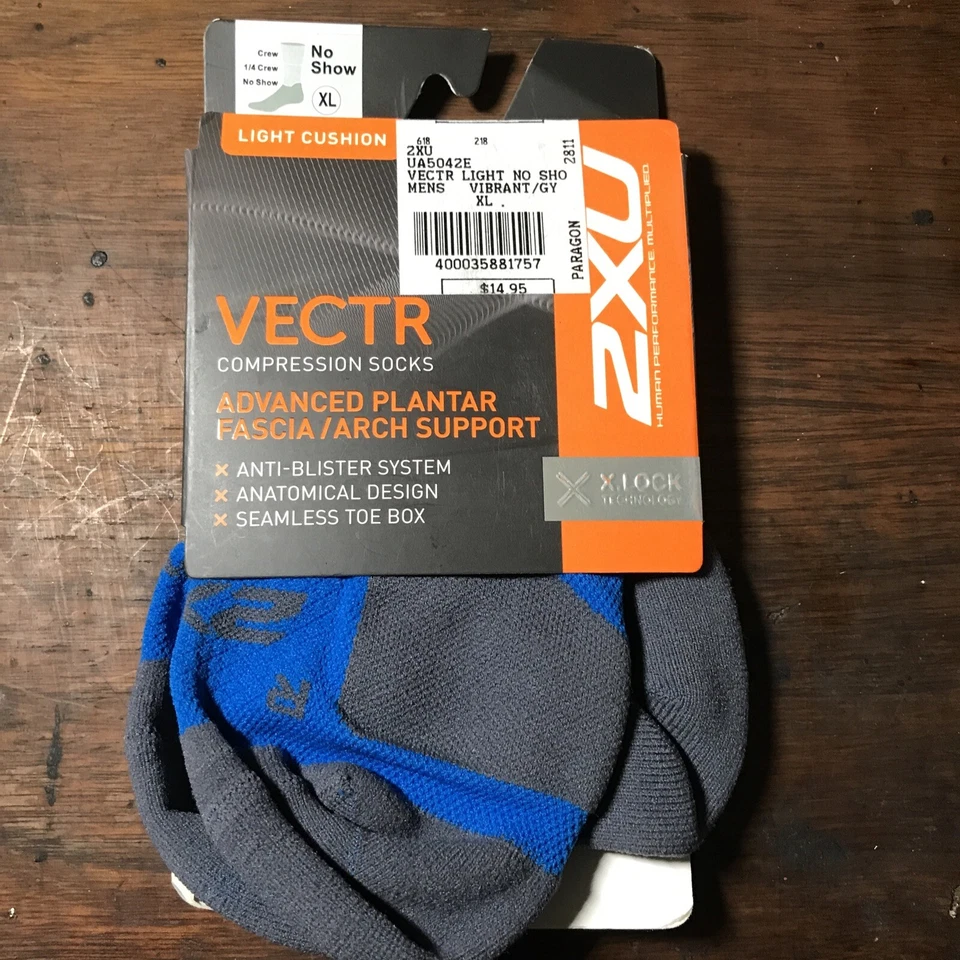 Crew
1/4 Crew
No Show
No
Show
XL
LIGHT CUSHION
618 218
2XU
UA5042E
VECTR LIGHT NO SHO
MENS VIBRANT/GY
XL .
400035881757
$14.95
2811
PARAGON
2XU
HUMAN PERFORMANCE. MULTIPLIED.
VECTR
COMPRESSION SOCKS
ADVANCED PLANTAR
FASCIA/ARCH SUPPORT
X ANTI-BLISTER SYSTEM
X ANATOMICAL DESIGN
X SEAMLESS TOE BOX
X X.LOCK
TECHNOLOGY
R